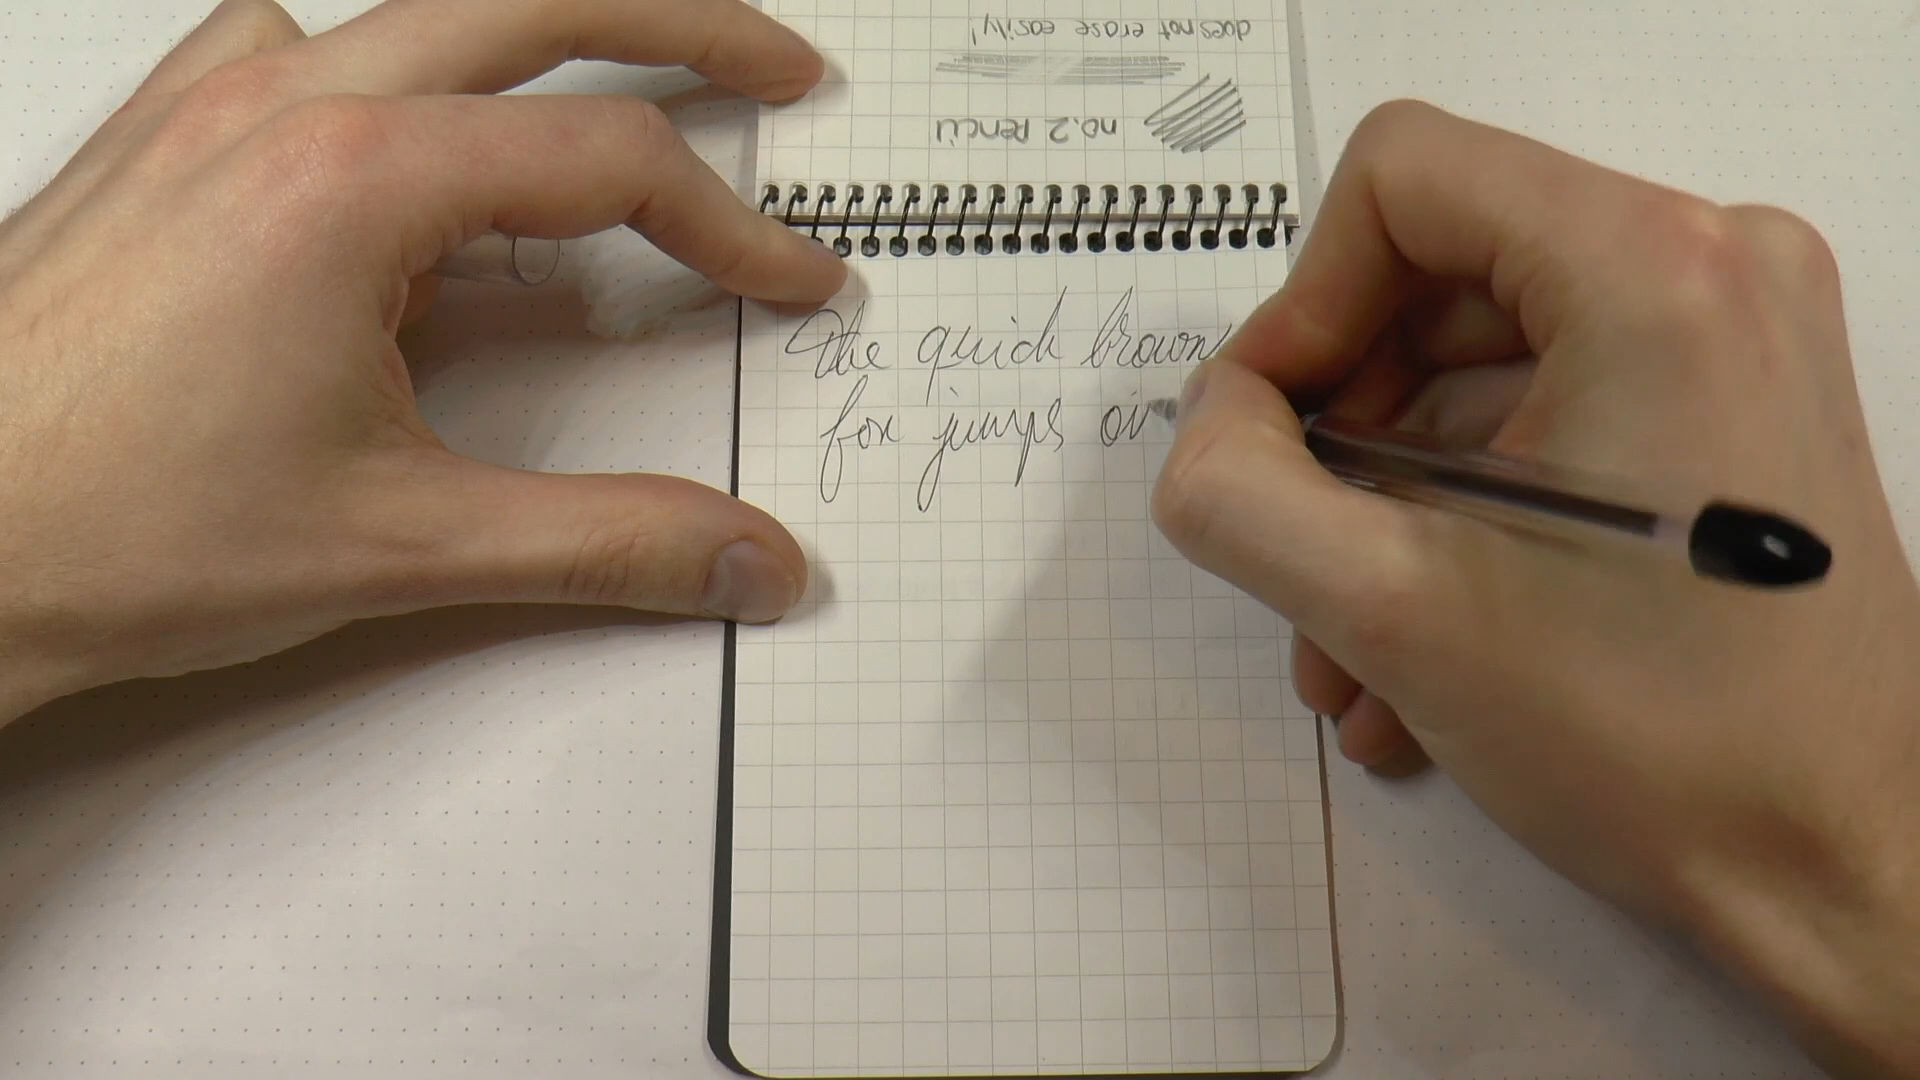 does not erase easily!
no.2 Pencil
The quick brown
fox jumps ov